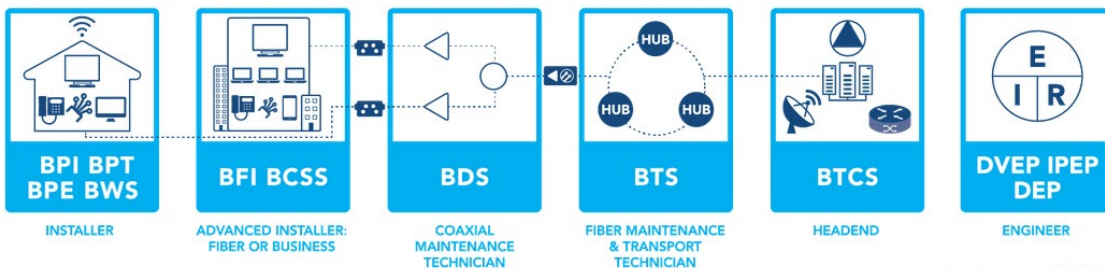 HUB
HUB
HUB
E
I
R
BPI BPT
BPE BWS
BFI BCSS
BDS
BTS
BTCS
DVEP IPEP
DEP
INSTALLER
ADVANCED INSTALLER:
FIBER OR BUSINESS
COAXIAL
MAINTENANCE
TECHNICIAN
FIBER MAINTENANCE
& TRANSPORT
TECHNICIAN
HEADEND
ENGINEER